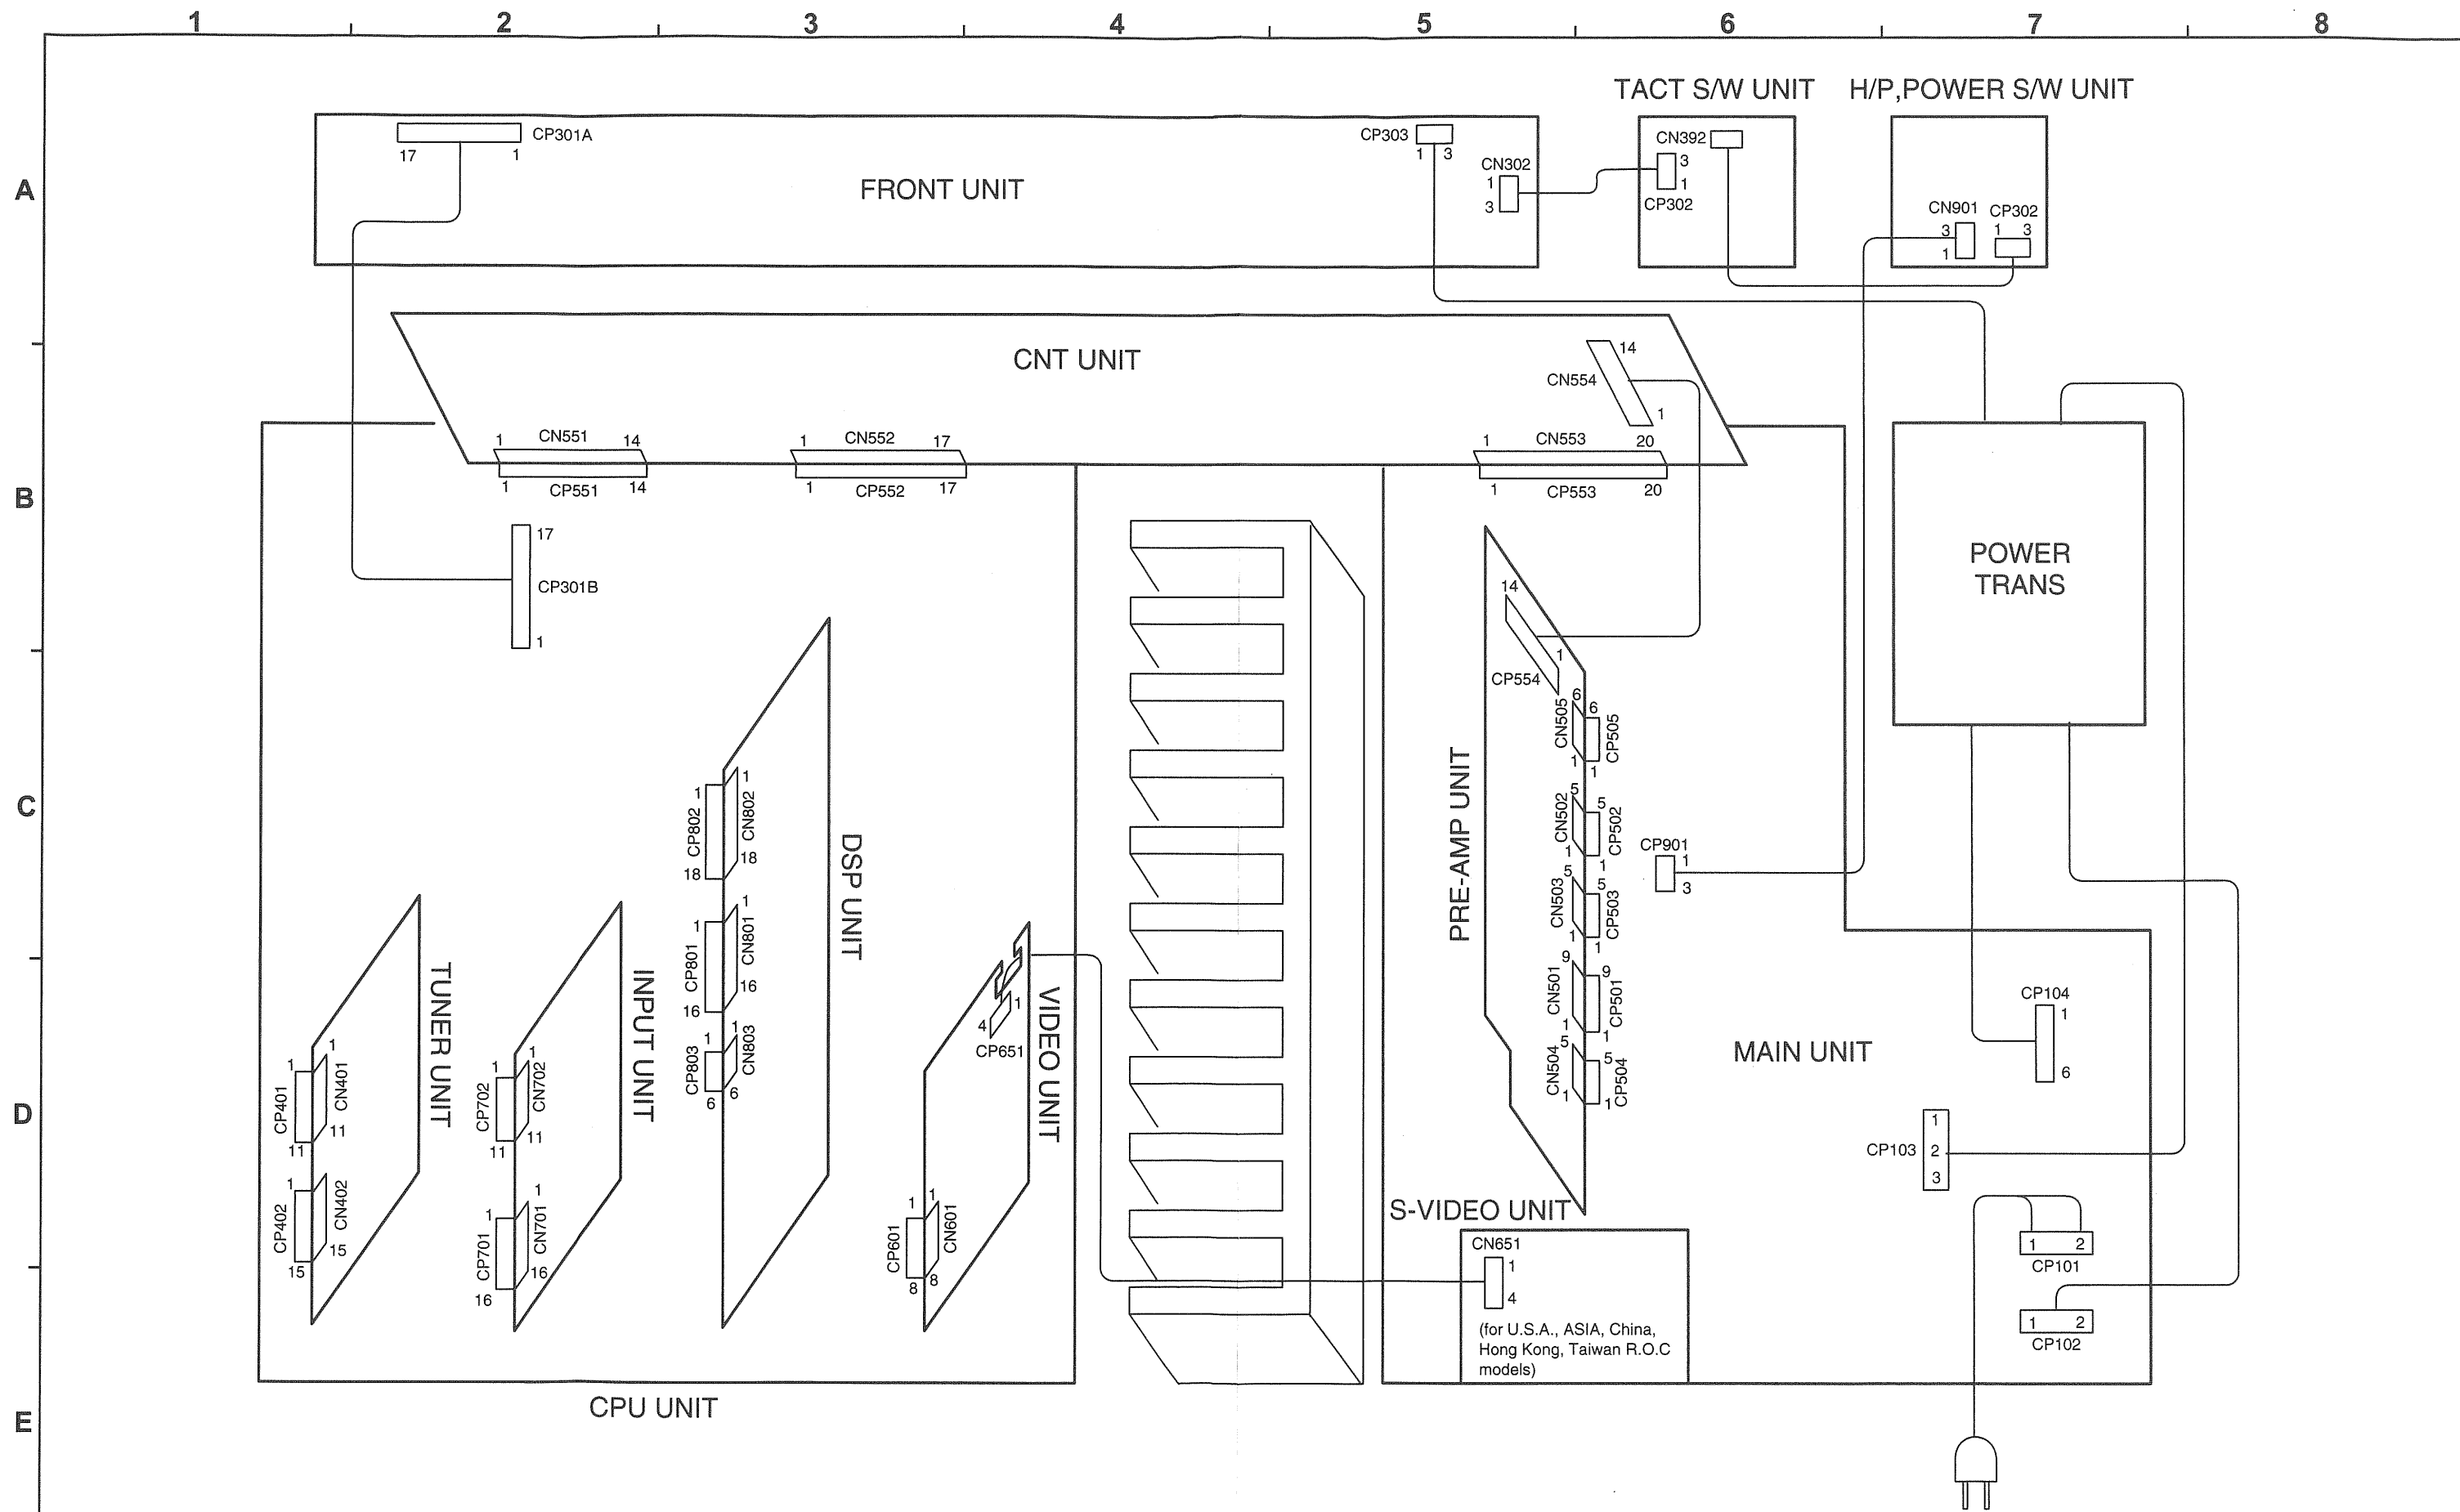 1 2 3 4 5 6 7 8
A
B
C
D
E
TACT S/W UNIT
H/P,POWER S/W UNIT
CP301A
17 1
FRONT UNIT
CP303
1 3
CN302
1
3
CN392
3
1
CP302
CN901
3
1
CP302
1 3
CNT UNIT
14
CN554
1
1 CN551 14
1 CP551 14
1 CN552 17
1 CP552 17
1 CN553 20
1 CP553 20
17
CP301B
1
POWER
TRANS
14
1
CP554
PRE-AMP UNIT
6
CN505
1
6
CP505
1
5
CN502
1
5
CP502
1
5
CN503
1
5
CP503
1
9
CN501
1
9
CP501
1
5
CN504
1
5
CP504
1
CP901
1
3
DSP UNIT
1
CP802
18
1
CN802
18
1
CP801
16
1
CN801
16
1
CP803
6
1
CN803
6
TUNER UNIT
1
CP401
11
1
CN401
11
1
CP402
15
CN402
15
INPUT UNIT
1
CP702
11
1
CN702
11
1
CP701
16
1
CN701
16
VIDEO UNIT
1
4
CP651
1
CP601
8
1
CN601
8
MAIN UNIT
CP104
1
6
CP103
1
2
3
1 2
CP101
1 2
CP102
S-VIDEO UNIT
CN651
1
4
(for U.S.A., ASIA, China,
Hong Kong, Taiwan R.O.C
models)
CPU UNIT